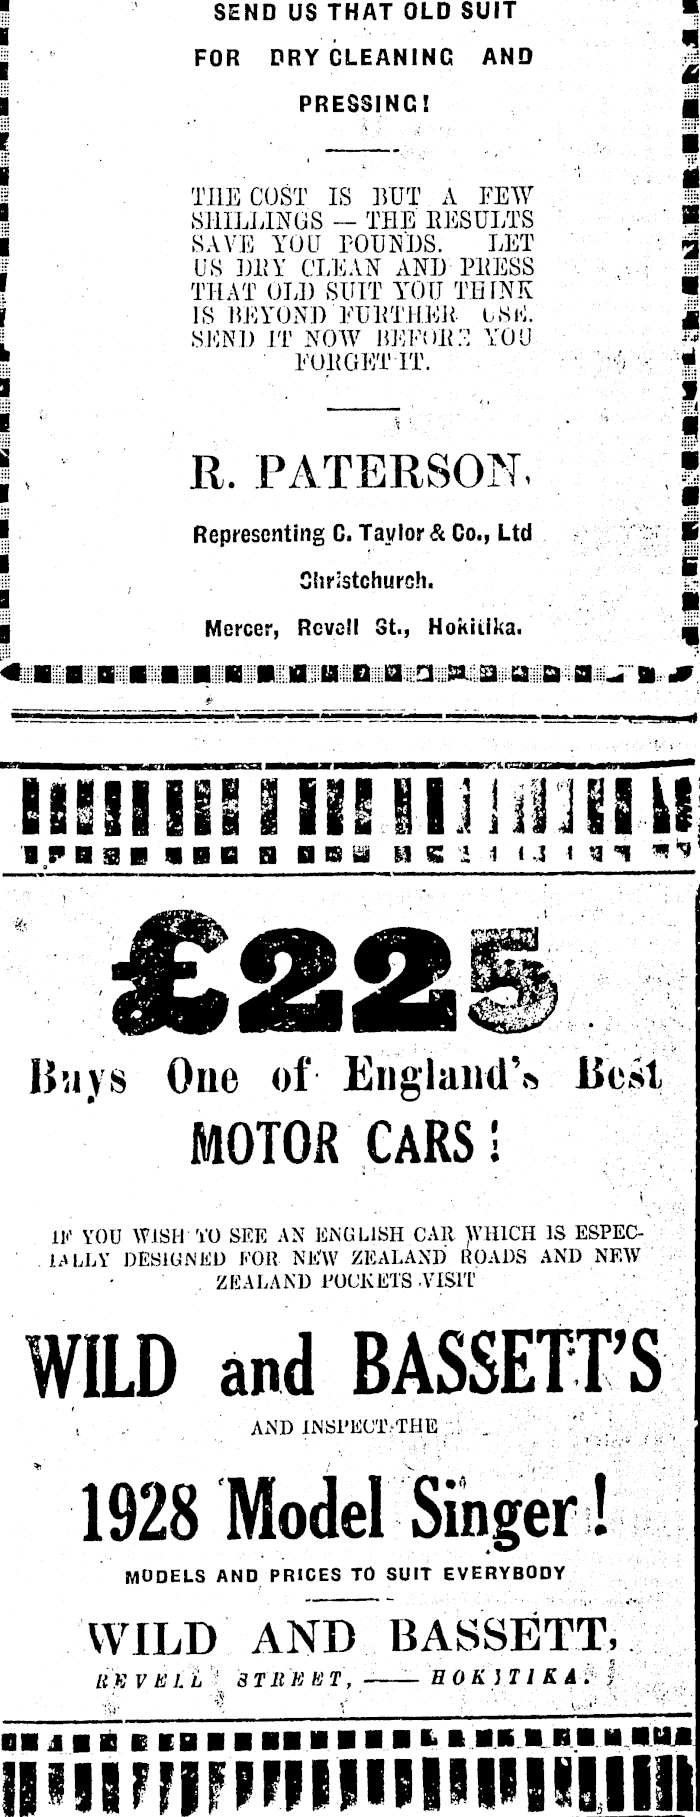 SEND US THAT OLD SUIT
FOR DRY CLEANING AND
PRESSING!
THE COST IS BUT A FEW
SHILLINGS — THE RESULTS
SAVE YOU POUNDS. LET
US DRY CLEAN AND PRESS
THAT OLD SUIT YOU THINK
IS BEYOND FURTHER USE.
SEND IT NOW BEFORE YOU
FORGET IT.
R. PATERSON,
Representing C. Taylor & Co., Ltd
Christchurch.
Mercer, Revell St., Hokitika.
£225
Buys One of England's Best
MOTOR CARS!
IF YOU WISH TO SEE AN ENGLISH CAR WHICH IS ESPEC-
IALLY DESIGNED FOR NEW ZEALAND ROADS AND NEW
ZEALAND POCKETS VISIT
WILD and BASSETT'S
AND INSPECT THE
1928 Model Singer!
MODELS AND PRICES TO SUIT EVERYBODY
WILD AND BASSETT,
REVELL STREET, —— HOKITIKA.